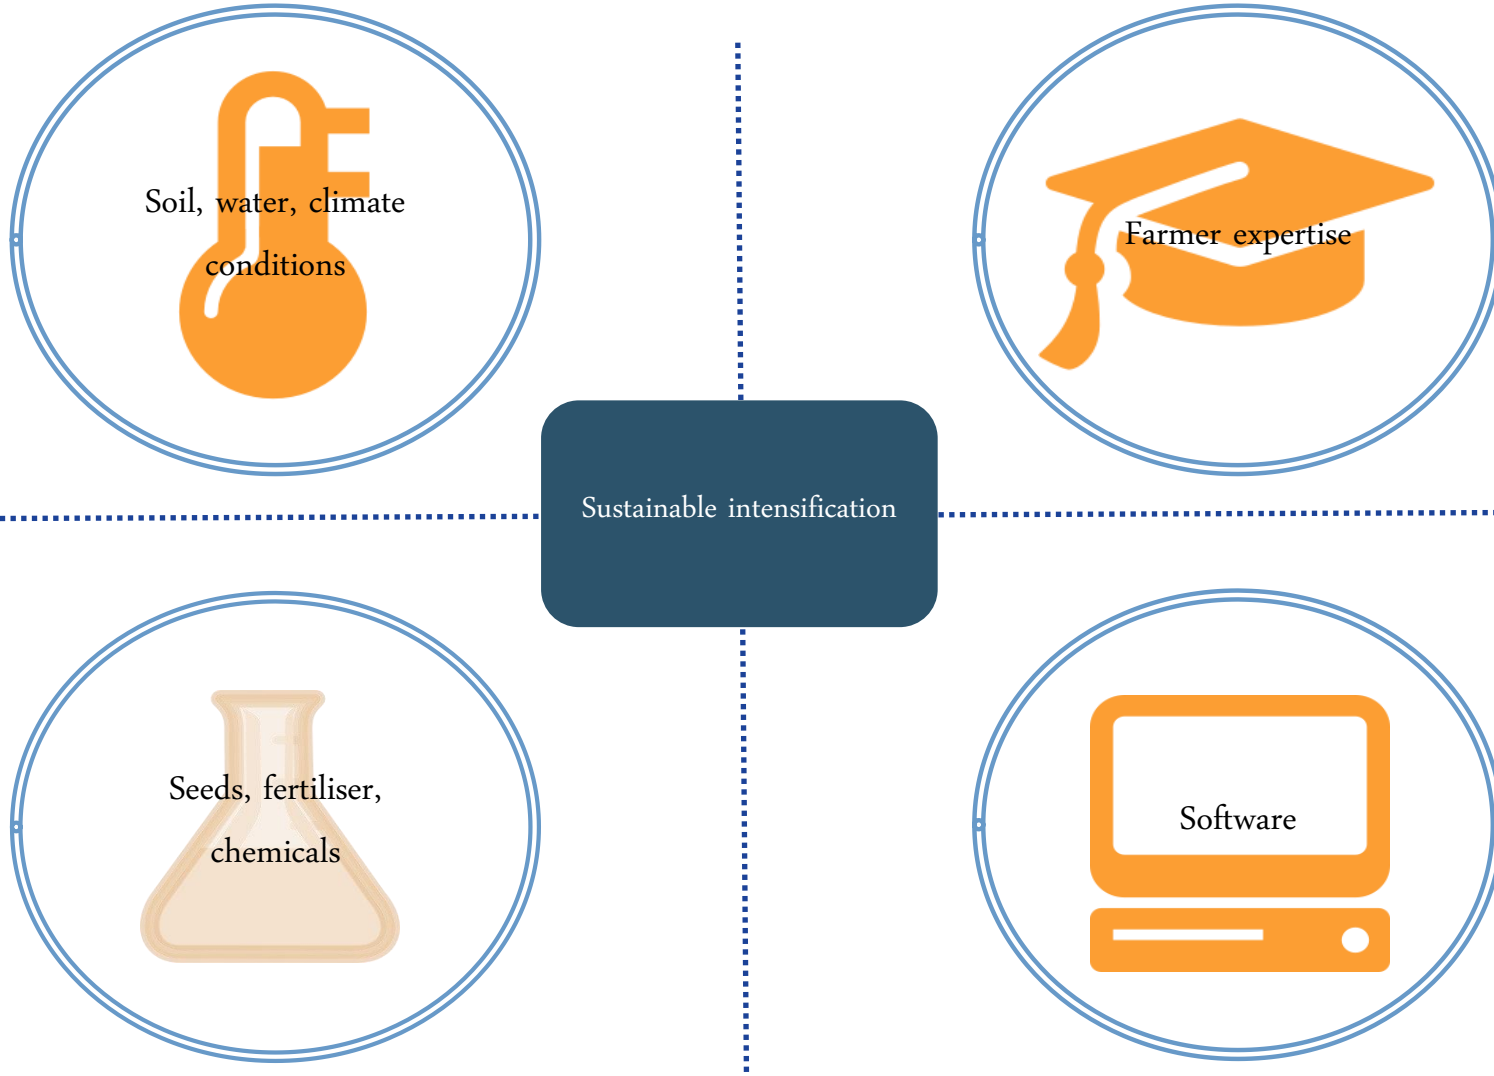 Soil, water, climate
conditions
Farmer expertise
Sustainable intensification
Seeds, fertiliser,
chemicals
Software